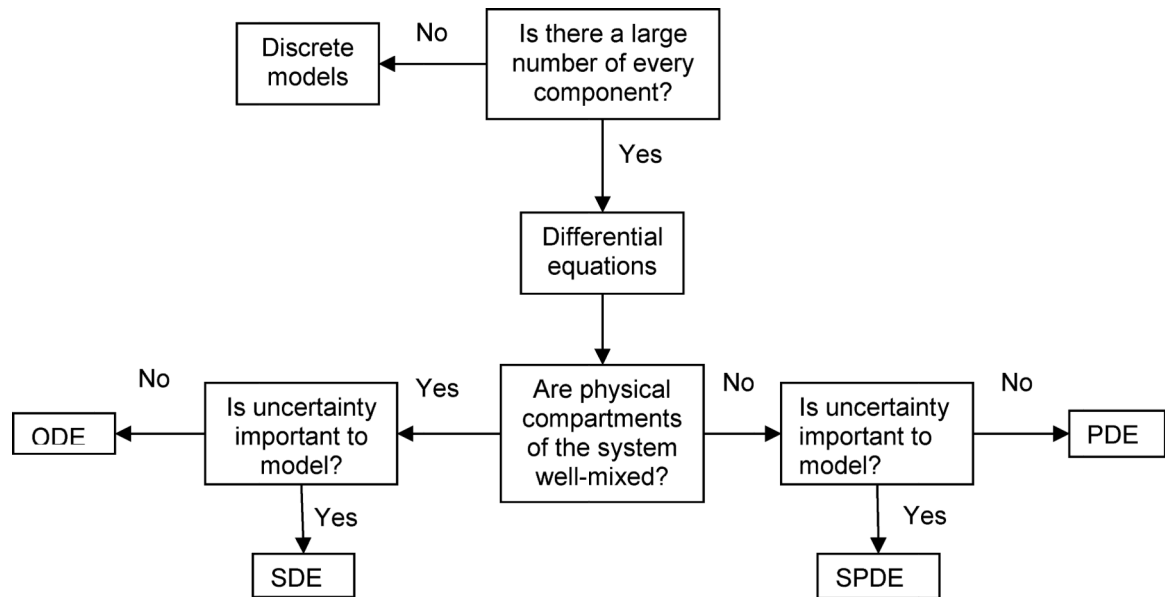 No
Discrete
models
Is there a large
number of every
component?
Yes
Differential
equations
No
Is uncertainty
important to
model?
Yes
Are physical
compartments
of the system
well-mixed?
No
Is uncertainty
important to
model?
No
ODE
PDE
Yes
SDE
Yes
SPDE